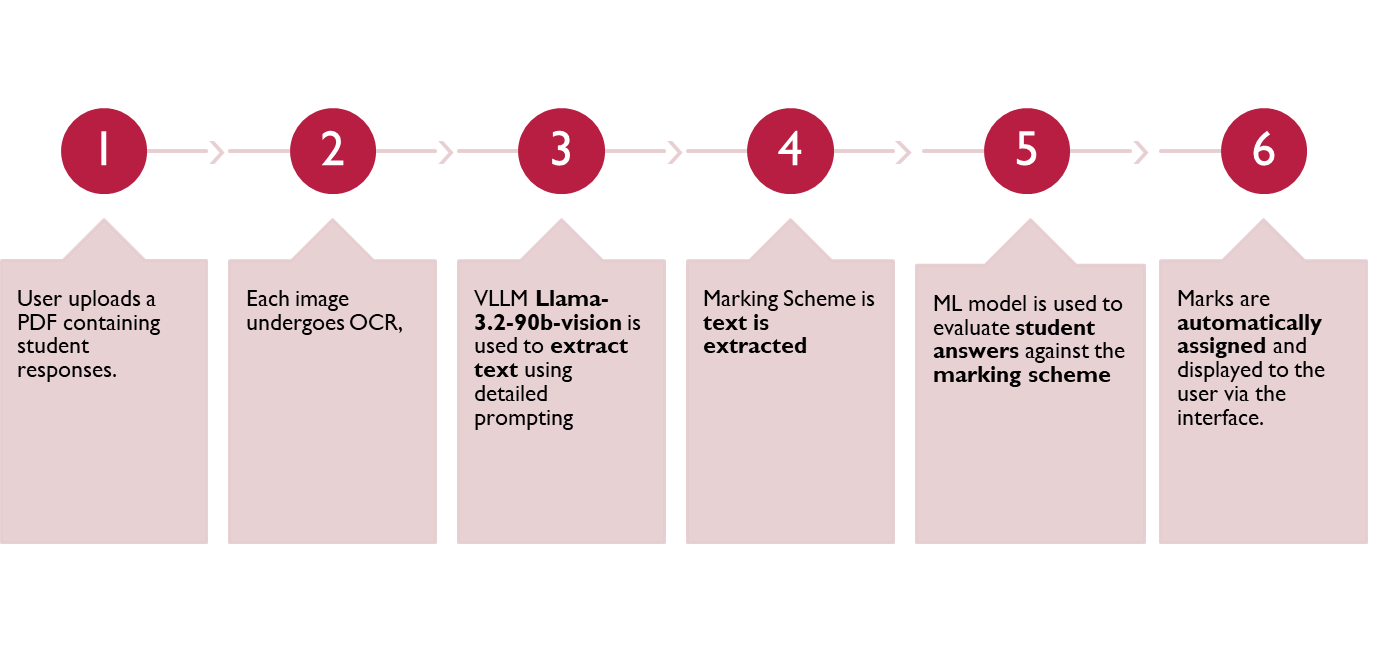 1
2
3
4
5
6
User uploads a
PDF containing
student
responses.
Each image
undergoes OCR,
VLLM Llama-
3.2-90b-vision is
used to extract
text using
detailed
prompting
Marking Scheme is
text is
extracted
ML model is used to
evaluate student
answers against the
marking scheme
Marks are
automatically
assigned and
displayed to the
user via the
interface.